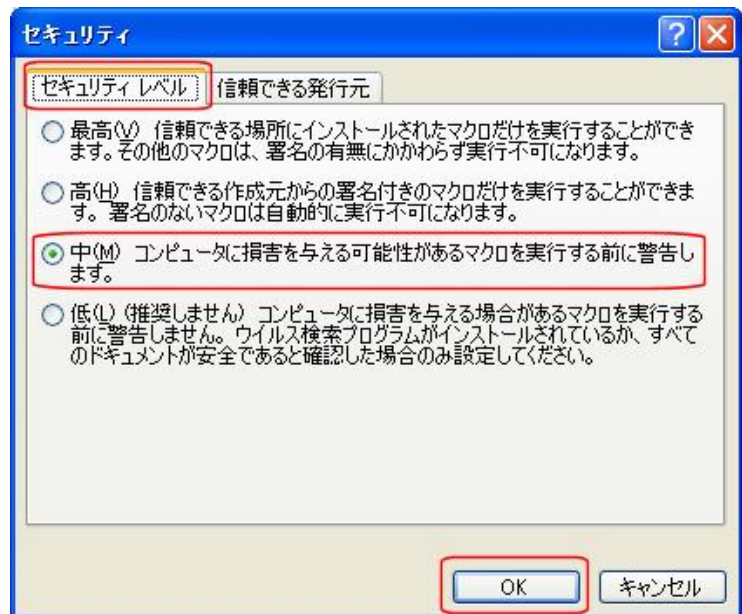 セキュリティ
セキュリティ レベル 信頼できる発行元
最高(V) 信頼できる場所にインストールされたマクロだけを実行することができ
ます。その他のマクロは、署名の有無にかかわらず実行不可になります。
高(H) 信頼できる作成元からの署名付きのマクロだけを実行することができま
す。 署名のないマクロは自動的に実行不可になります。
中(M) コンピュータに損害を与える可能性があるマクロを実行する前に警告し
ます。
低(L) (推奨しません) コンピュータに損害を与える場合があるマクロを実行する
前に警告しません。ウイルス検索プログラムがインストールされているか、すべて
のドキュメントが安全であると確認した場合のみ設定してください。
OK キャンセル